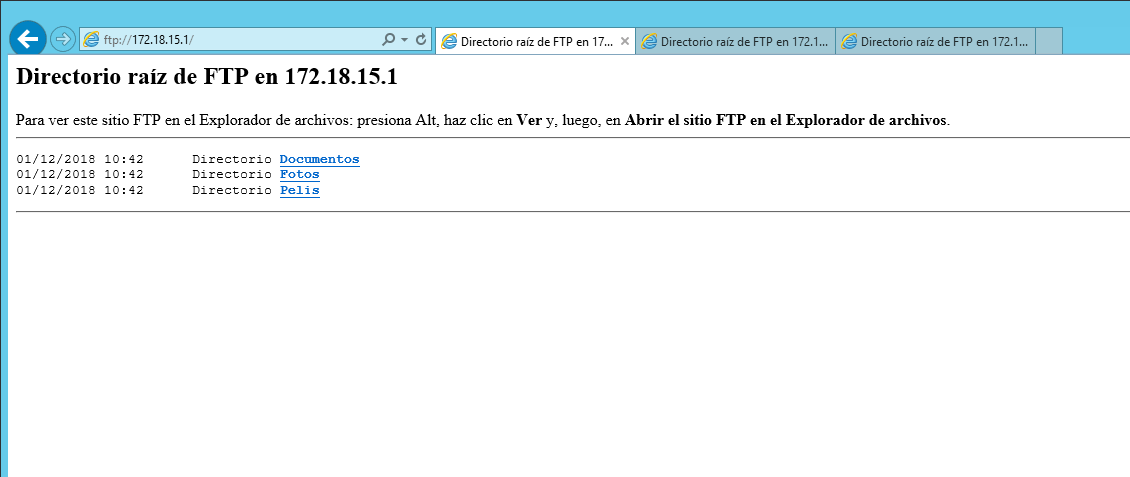 ftp://172.18.15.1/
Directorio raíz de FTP en 17...
Directorio raíz de FTP en 172.1...
Directorio raíz de FTP en 172.1...
Directorio raíz de FTP en 172.18.15.1
Para ver este sitio FTP en el Explorador de archivos: presiona Alt, haz clic en Ver y, luego, en Abrir el sitio FTP en el Explorador de archivos.
01/12/2018 10:42 Directorio Documentos
01/12/2018 10:42 Directorio Fotos
01/12/2018 10:42 Directorio Pelis